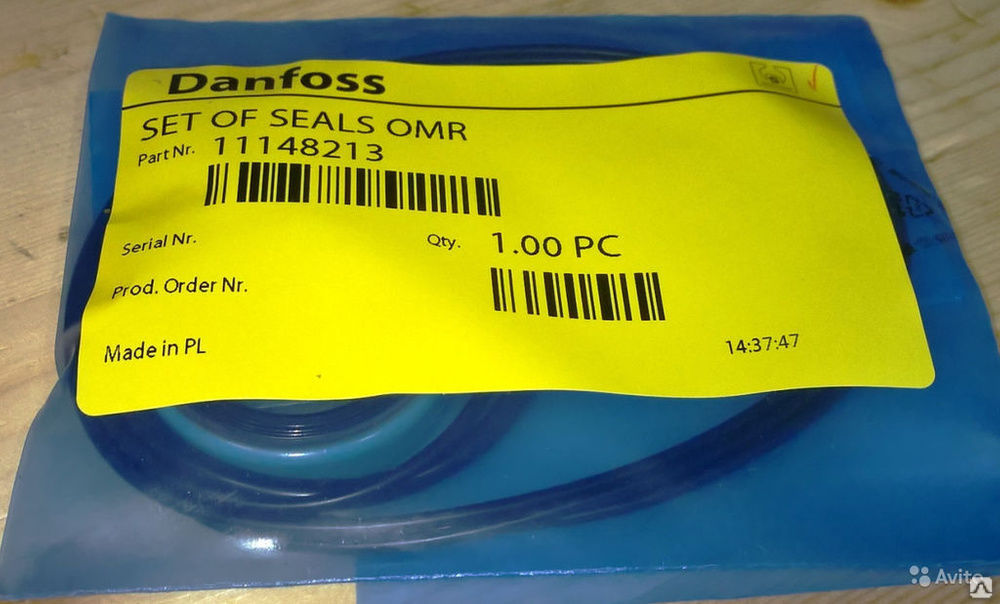 Danfoss
SET OF SEALS OMR
Part Nr. 11148213
Serial Nr.
Qty. 1.00 PC
Prod. Order Nr.
Made in PL
14:37:47
Avito